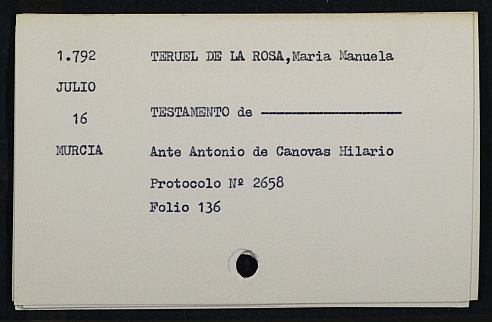 1.792 TERUEL DE LA ROSA,Maria Manuela
JULIO
16 TESTAMENTO de ————————————
MURCIA Ante Antonio de Canovas Hilario
Protocolo Nº 2658
Folio 136